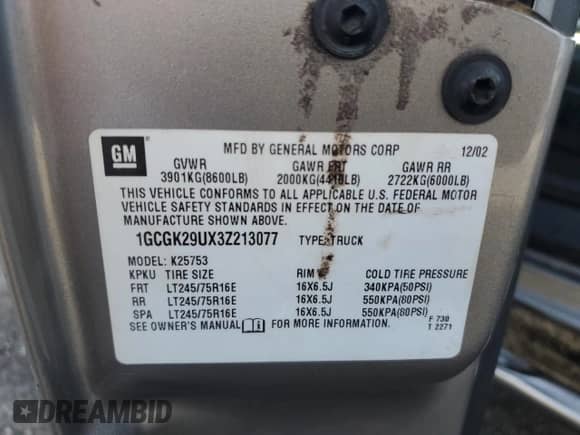 GM
MFD BY GENERAL MOTORS CORP 12/02
GVWR GAWR FRT GAWR RR
3901KG(8600LB) 2000KG(4410LB) 2722KG(6000LB)
THIS VEHICLE CONFORMS TO ALL APPLICABLE U.S. FEDERAL MOTOR
VEHICLE SAFETY STANDARDS IN EFFECT ON THE DATE OF
MANUFACTURE SHOWN ABOVE.
1GCGK29UX3Z213077 TYPE:TRUCK
MODEL: K25753
KPKU TIRE SIZE RIM COLD TIRE PRESSURE
FRT LT245/75R16E 16X6.5J 340KPA(50PSI)
RR LT245/75R16E 16X6.5J 550KPA(80PSI)
SPA LT245/75R16E 16X6.5J 550KPA(80PSI)
SEE OWNER'S MANUAL FOR MORE INFORMATION.
F 730
T 2271
DREAMBID